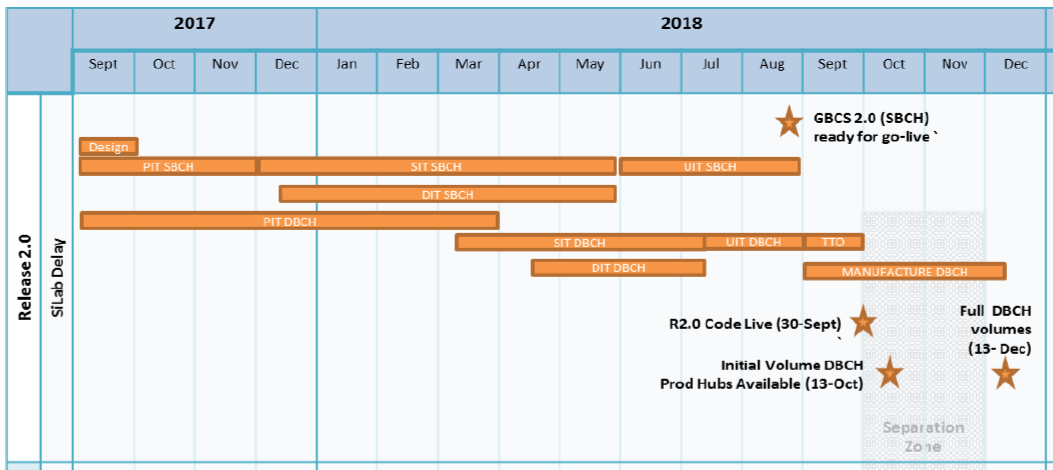 2017
2018
Sept
Oct
Nov
Dec
Jan
Feb
Mar
Apr
May
Jun
Jul
Aug
Sept
Oct
Nov
Dec
Release 2.0
SiLab Delay
GBCS 2.0 (SBCH)
ready for go-live `
Design
PIT SBCH
SIT SBCH
UIT SBCH
DIT SBCH
PIT DBCH
SIT DBCH
UIT DBCH
TTO
DIT DBCH
MANUFACTURE DBCH
R2.0 Code Live (30-Sept)
`
Full DBCH
volumes
(13- Dec)
Initial Volume DBCH
Prod Hubs Available (13-Oct)
Separation
Zone